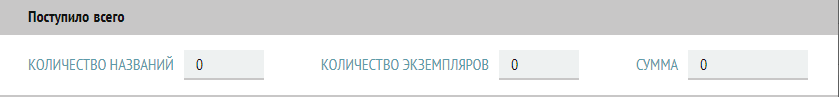 Поступило всего
КОЛИЧЕСТВО НАЗВАНИЙ 0 КОЛИЧЕСТВО ЭКЗЕМПЛЯРОВ 0 СУММА 0